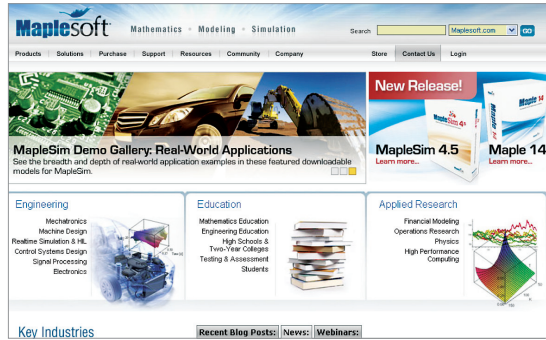 Maplesoft
Mathematics • Modeling • Simulation
Search
Maplesoft.com
GO
Products Solutions Purchase Support Resources Community Company Store Contact Us Login
MapleSim Demo Gallery: Real-World Applications
See the breadth and depth of real-world application examples in these featured downloadable
models for MapleSim.
New Release!
MapleSim 4.5
Learn more...
Maple 14
Learn more...
Engineering
Mechatronics
Machine Design
Realtime Simulation & HIL
Control Systems Design
Signal Processing
Electronics
Education
Mathematics Education
Engineering Education
High Schools &
Two-Year Colleges
Testing & Assessment
Students
Applied Research
Financial Modeling
Operations Research
Physics
High Performance
Computing
Key Industries
Recent Blog Posts: News: Webinars: